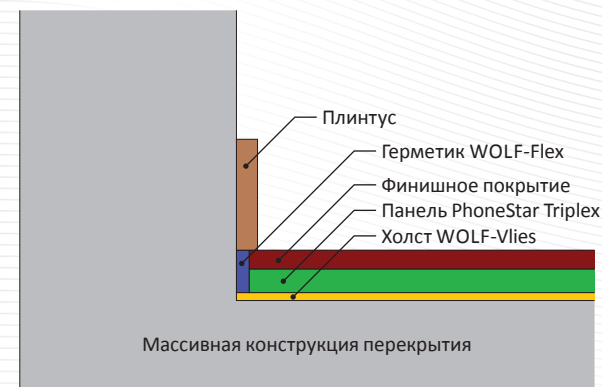 Плинтус
Герметик WOLF-Flex
Финишное покрытие
Панель PhoneStar Triplex
Холст WOLF-Vlies
Массивная конструкция перекрытия